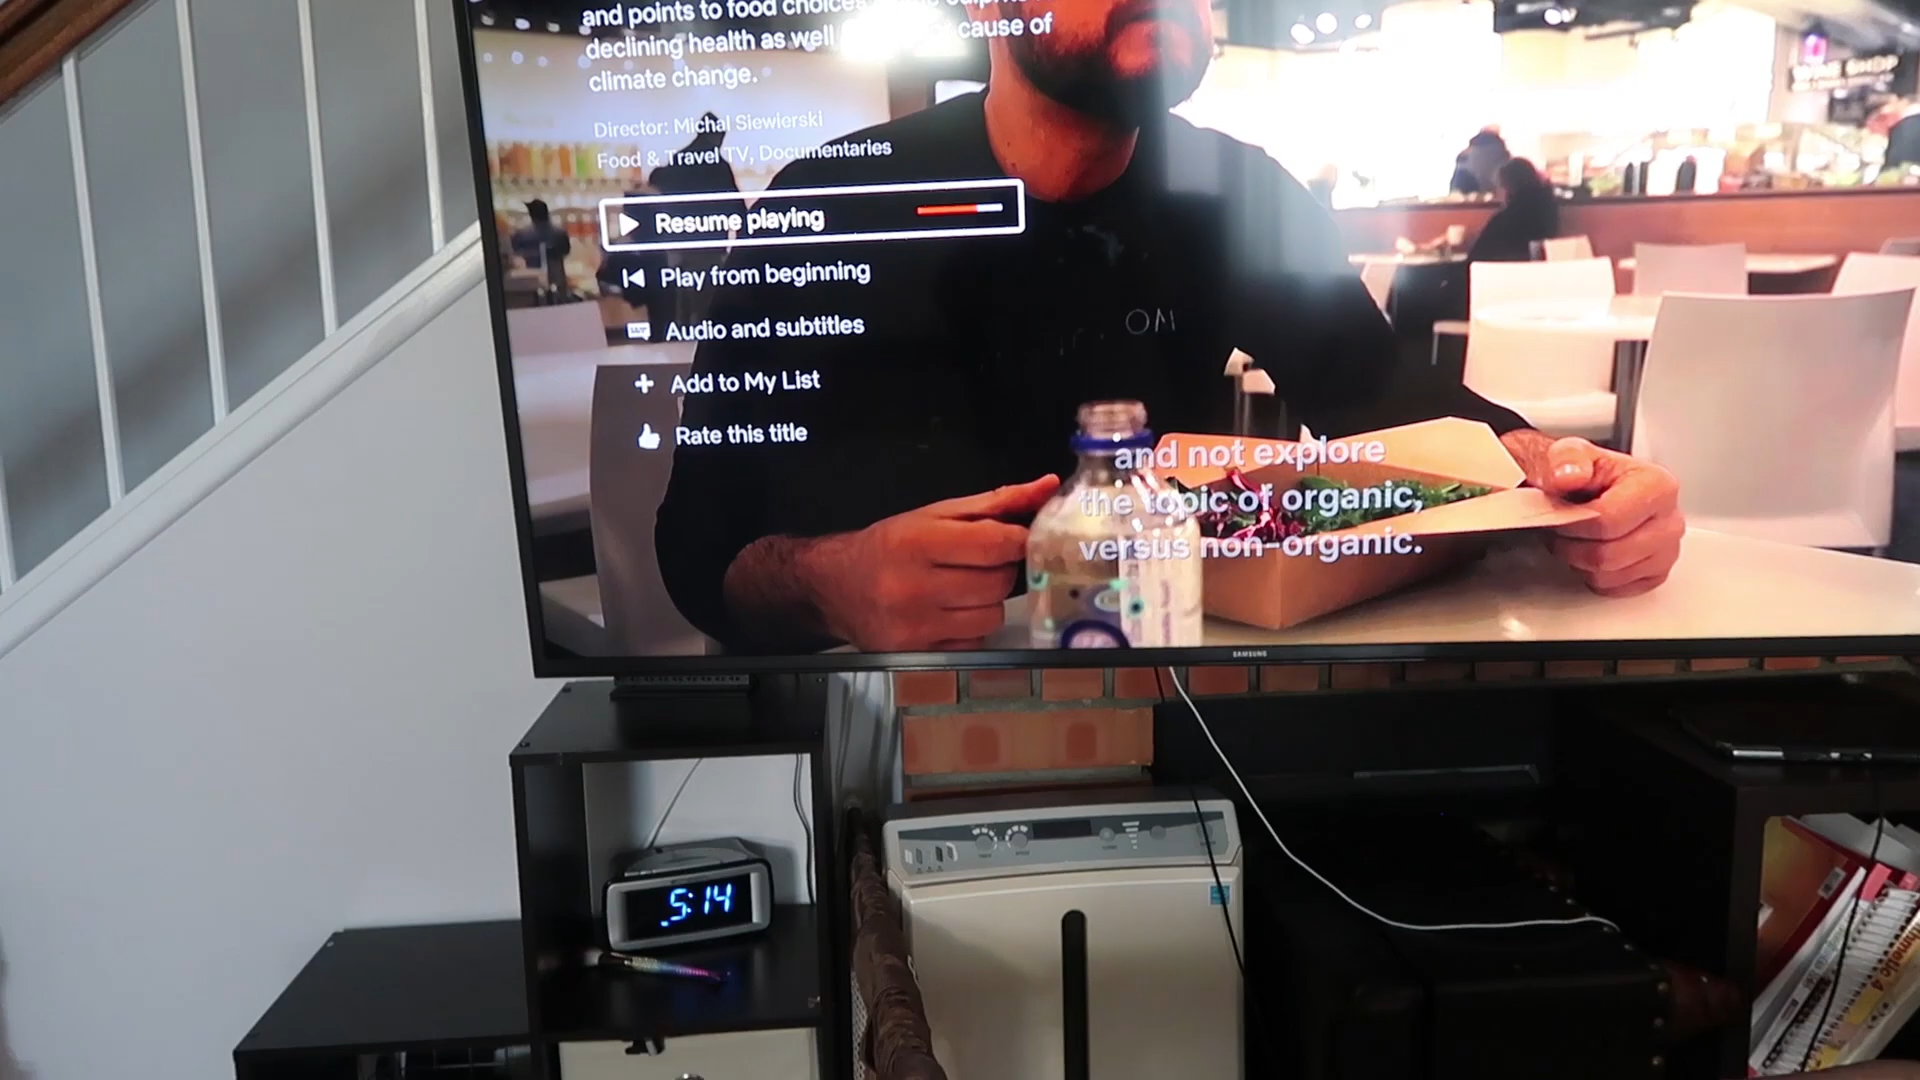 and points to food choices
declining health as well cause of
climate change.
Director: Michal Siewierski
Food & Travel TV, Documentaries
Resume playing
Play from beginning
Audio and subtitles
Add to My List
Rate this title
OM
and not explore
the topic of organic,
versus non-organic.
SAMSUNG
5:14